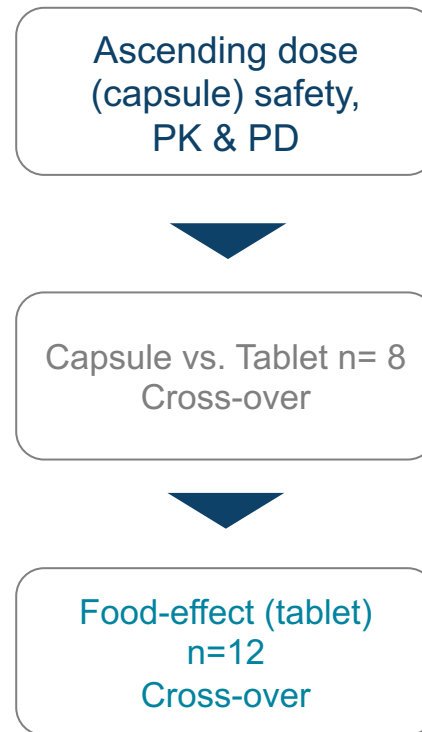 Ascending dose
(capsule) safety,
PK & PD
Capsule vs. Tablet n= 8
Cross-over
Food-effect (tablet)
n=12
Cross-over